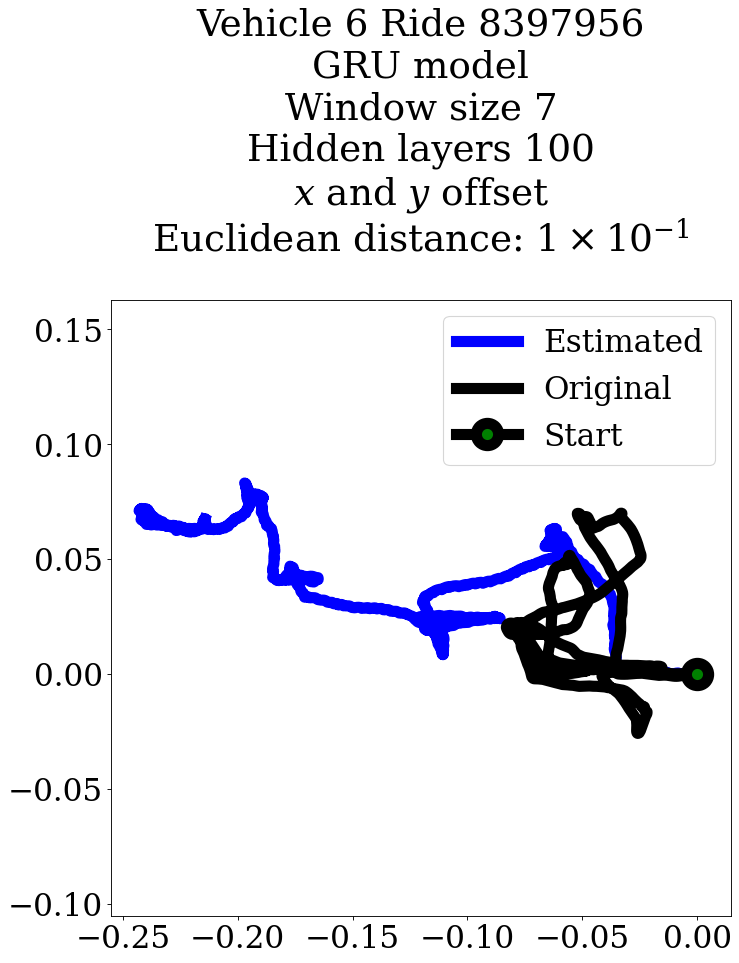 Vehicle 6 Ride 8397956
GRU model
Window size 7
Hidden layers 100
x and y offset
Euclidean distance: 1 × 10⁻¹
Estimated
Original
Start
0.15
0.10
0.05
0.00
−0.05
−0.10
−0.25 −0.20 −0.15 −0.10 −0.05 0.00